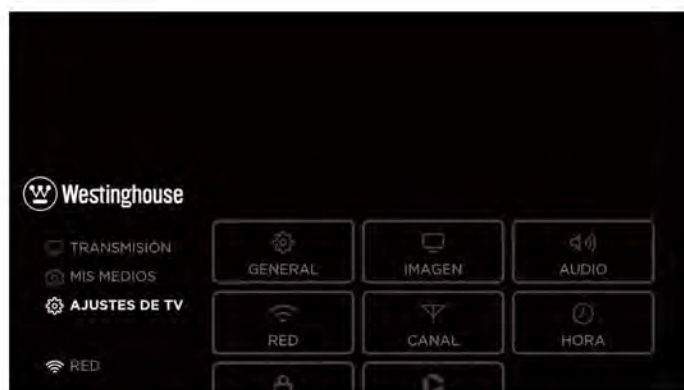 Westinghouse
TRANSMISIÓN
MIS MEDIOS
AJUSTES DE TV
RED
GENERAL
IMAGEN
AUDIO
RED
CANAL
HORA